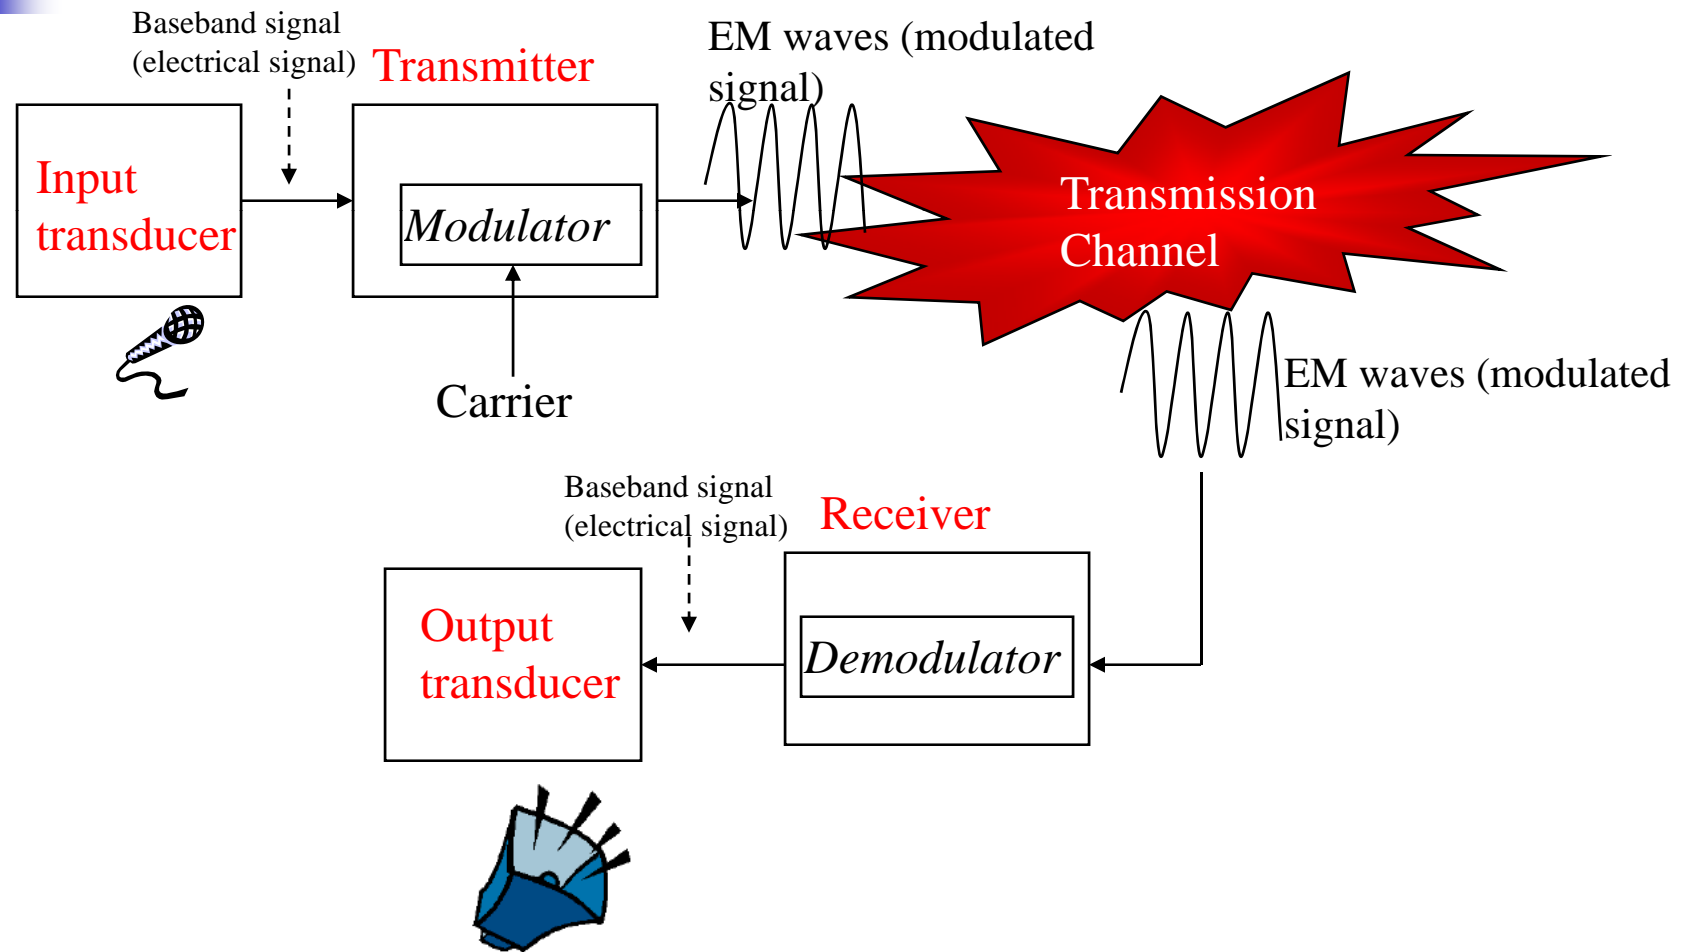 Baseband signal
(electrical signal)
Transmitter
EM waves (modulated
signal)
Input
transducer
Modulator
Transmission
Channel
Carrier
EM waves (modulated
signal)
Baseband signal
(electrical signal)
Receiver
Output
transducer
Demodulator